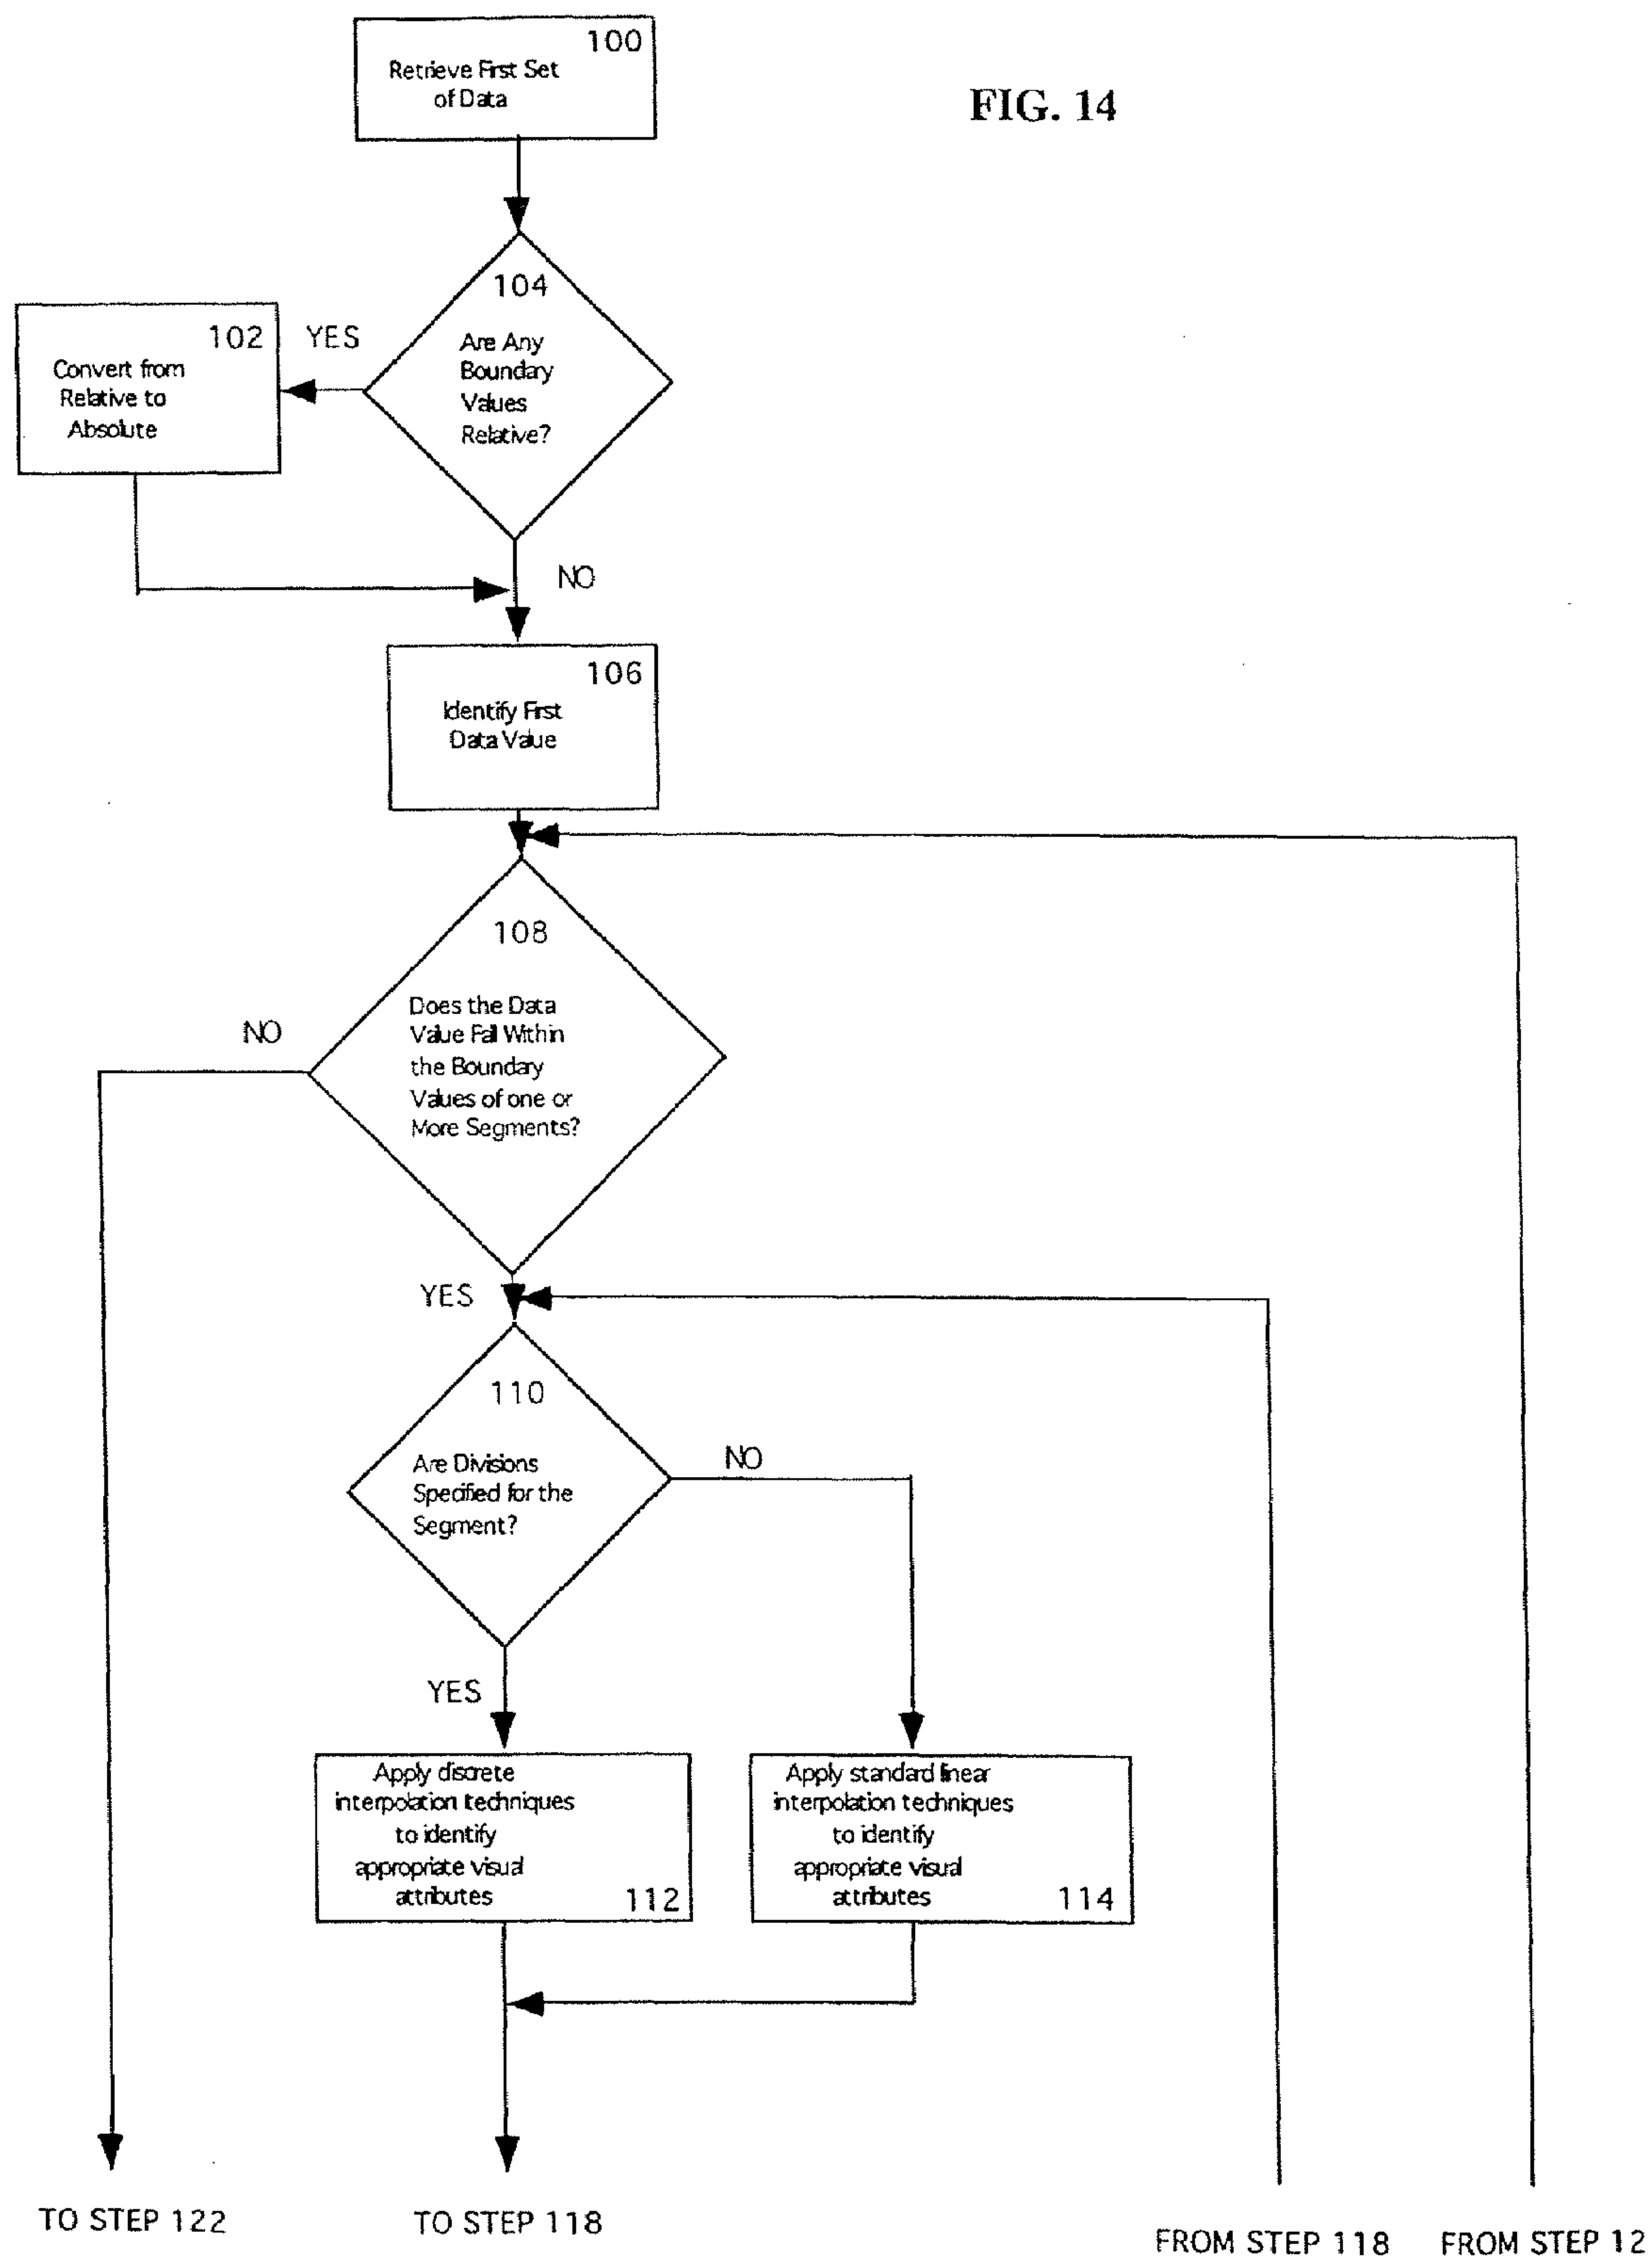 100
Retrieve First Set
of Data
FIG. 14
104
Are Any
Boundary
Values
Relative?
YES
102
Convert from
Relative to
Absolute
NO
106
Identify First
Data Value
108
Does the Data
Value Fall Within
the Boundary
Values of one or
More Segments?
NO
YES
110
Are Divisions
Specified for the
Segment?
NO
YES
Apply discrete
interpolation techniques
to identify
appropriate visual
attributes
112
Apply standard linear
interpolation techniques
to identify
appropriate visual
attributes
114
TO STEP 122
TO STEP 118
FROM STEP 118
FROM STEP 12